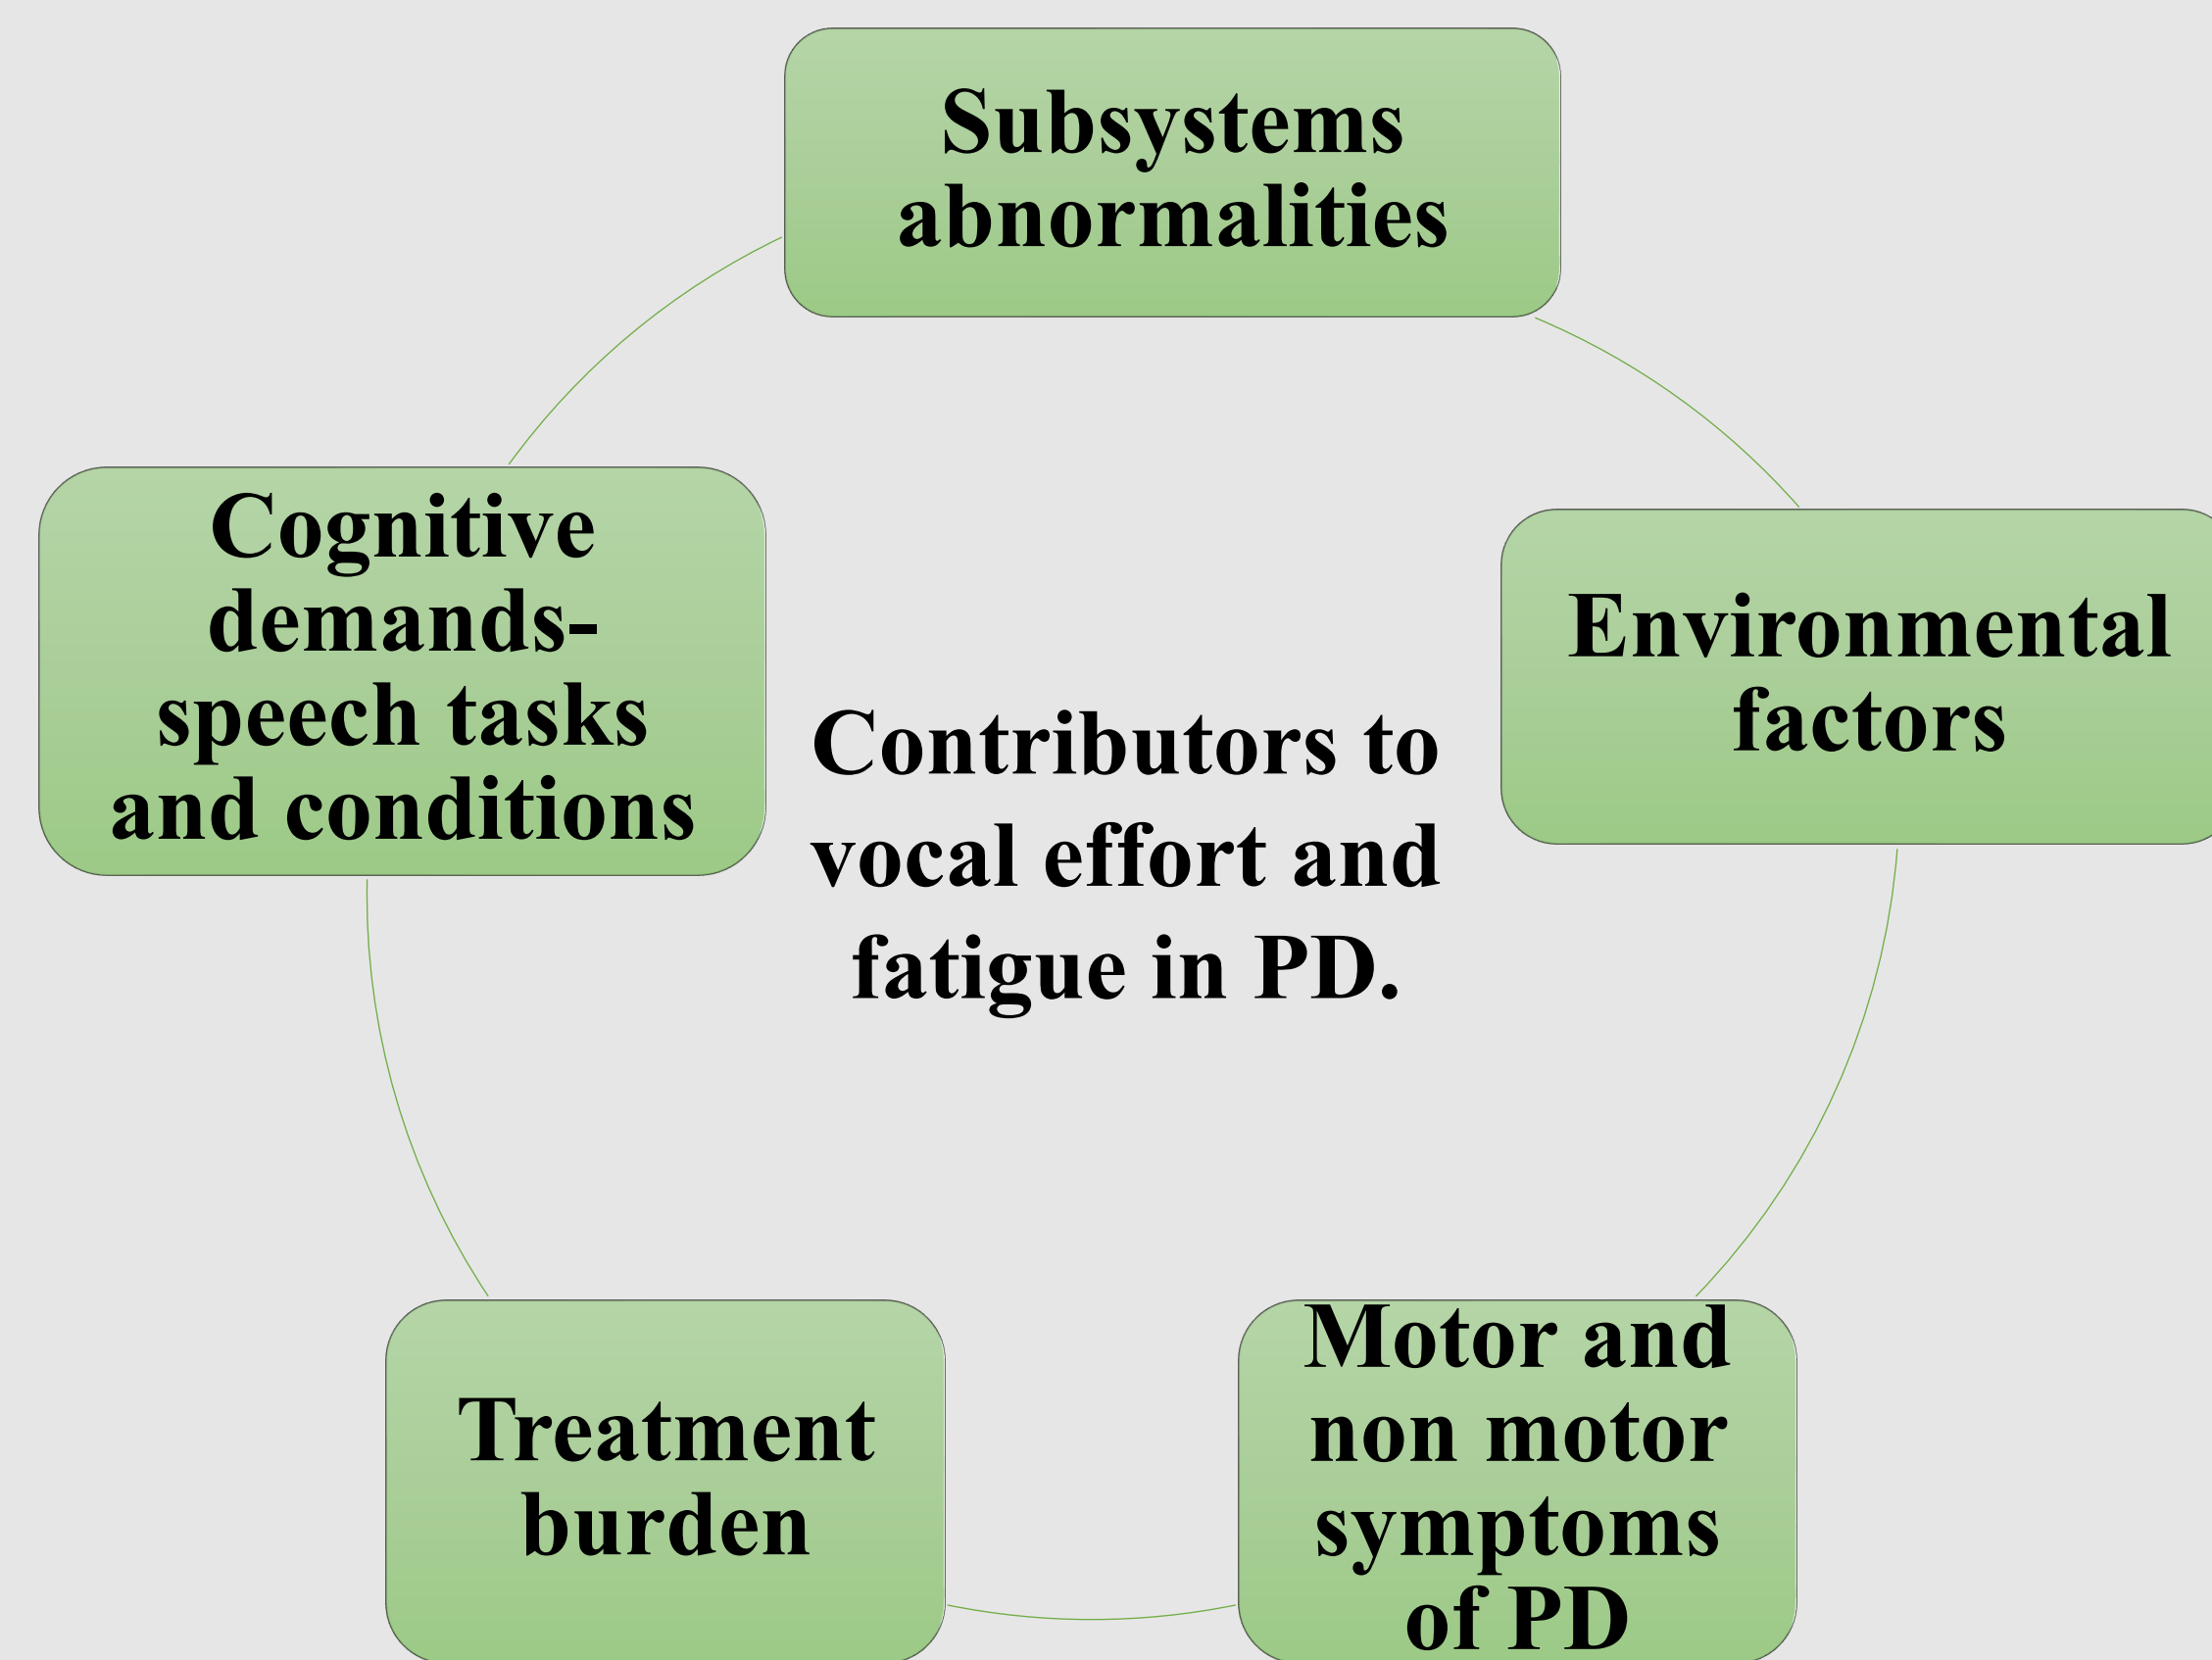 Subsystems
abnormalities
Cognitive
demands-
speech tasks
and conditions
Environmental
factors
Contributors to
vocal effort and
fatigue in PD.
Treatment
burden
Motor and
non motor
symptoms
of PD